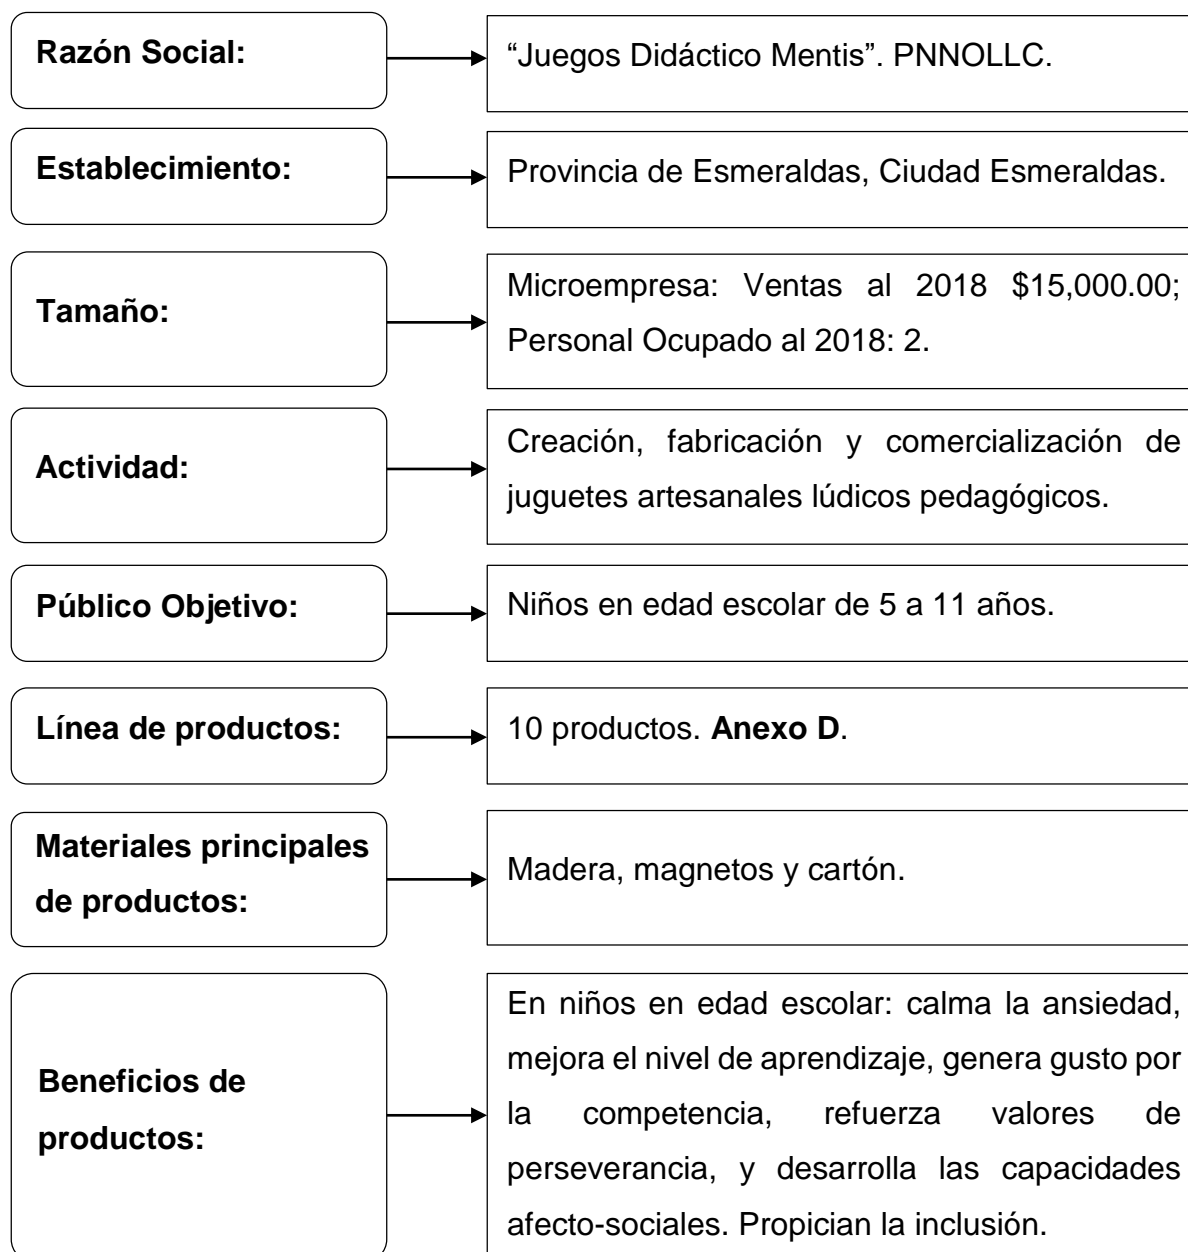 Razón Social:
“Juegos Didáctico Mentis”. PNNOLLC.
Establecimiento:
Provincia de Esmeraldas, Ciudad Esmeraldas.
Tamaño:
Microempresa: Ventas al 2018 $15,000.00;
Personal Ocupado al 2018: 2.
Actividad:
Creación, fabricación y comercialización de
juguetes artesanales lúdicos pedagógicos.
Público Objetivo:
Niños en edad escolar de 5 a 11 años.
Línea de productos:
10 productos. Anexo D.
Materiales principales
de productos:
Madera, magnetos y cartón.
Beneficios de
productos:
En niños en edad escolar: calma la ansiedad,
mejora el nivel de aprendizaje, genera gusto por
la competencia, refuerza valores de
perseverancia, y desarrolla las capacidades
afecto-sociales. Propician la inclusión.